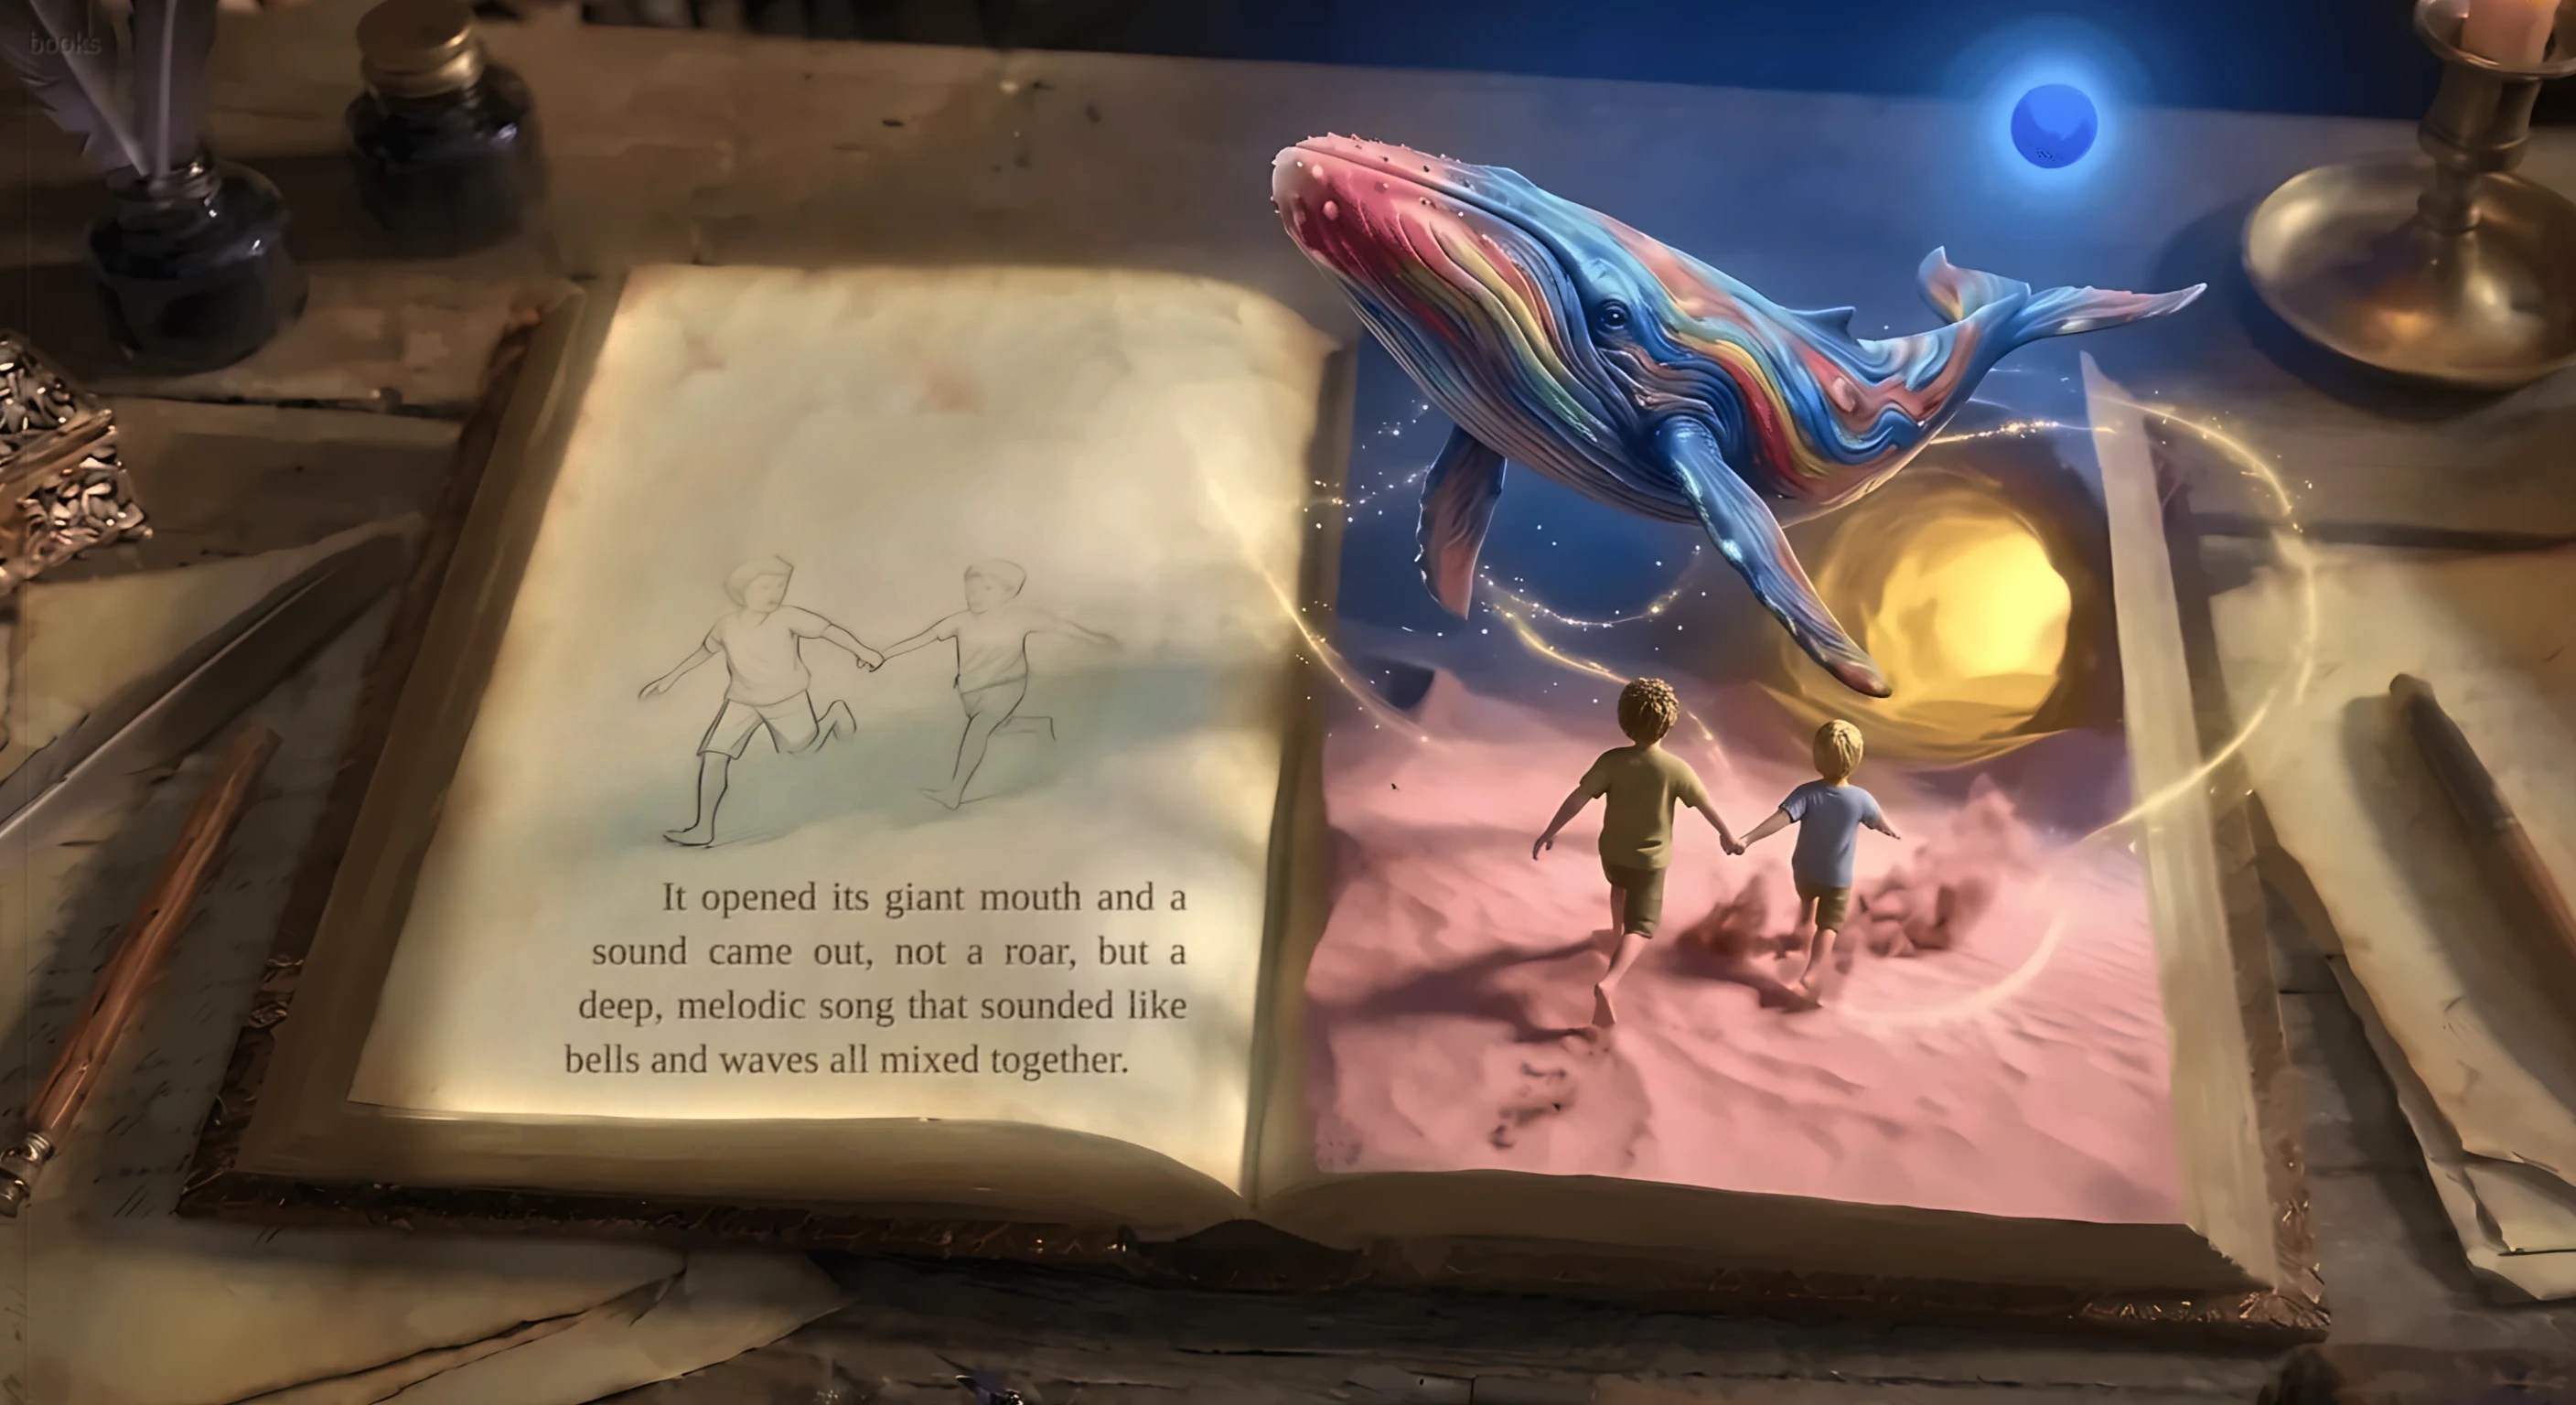 books
It opened its giant mouth and a
sound came out, not a roar, but a
deep, melodic song that sounded like
bells and waves all mixed together.